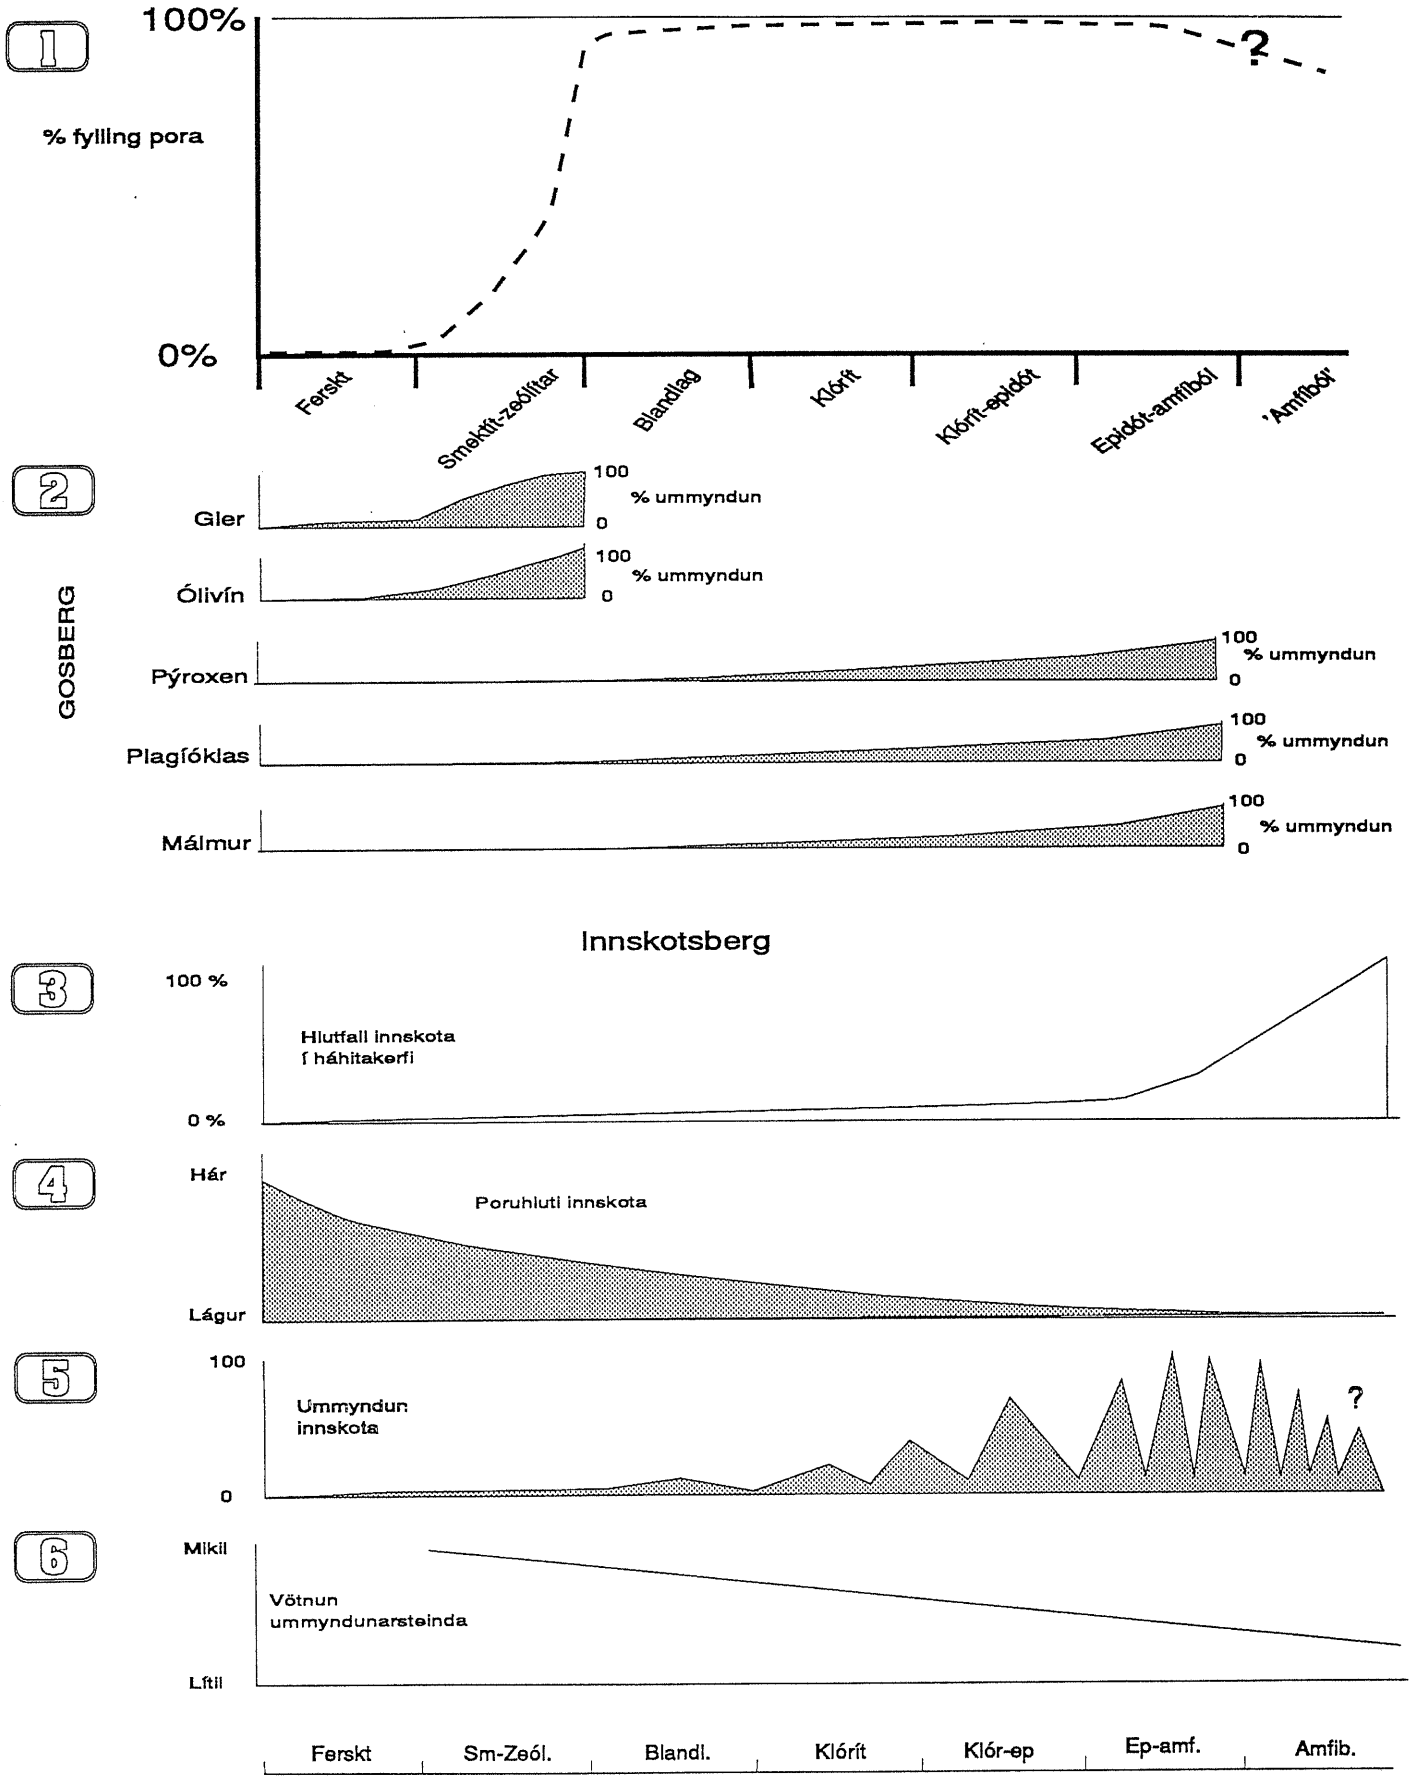 1
100%
% fylling pora
?
0%
Ferskt
Smektít-zeólítar
Blandlag
Klórít
Klórít-epidót
Epidót-amfíból
'Amfíból'
2
GOSBERG
Gler
100
% ummyndun
0
Ólivín
100
% ummyndun
0
Pýroxen
100
% ummyndun
0
Plagíóklas
100
% ummyndun
0
Málmur
100
% ummyndun
0
Innskotsberg
3
100 %
Hlutfall innskota
í háhitakerfi
0 %
4
Hár
Poruhluti innskota
Lágur
5
100
Ummyndun
innskota
?
0
6
Mikil
Vötnun
ummyndunarsteinda
Lítil
Ferskt Sm-Zeól. Blandl. Klórít Klór-ep Ep-amf. Amfib.